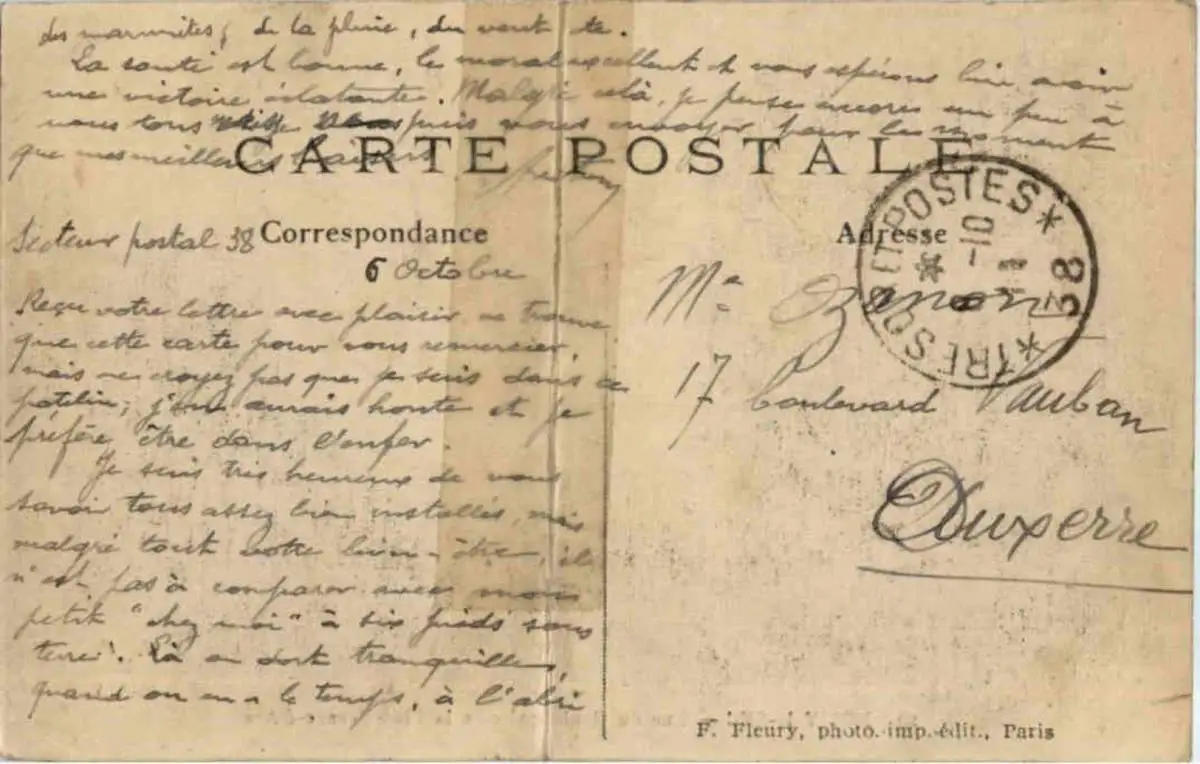 des marmites, de la pluie, du vent etc.
La santé est bonne, le moral excellent et nous espérons bien avoir
une victoire éclatante. Malgré celà, je pense encore un peu à
vous tous puis vous envoyer pour le moment
que mes meilleurs baisers
CARTE POSTALE
Secteur postal 38
Correspondance
6 Octobre
Reçu votre lettre avec plaisir, ne trouve
que cette carte pour vous remercier,
mais ne croyez pas que je suis dans ce
patelin; j'en aurais honte et je
préfère être dans l'enfer.
Je suis très heureux de vous
savoir tous assez bien installés, mais
malgré tout votre bien-être, il
n'est pas à comparer avec mon
petit "chez moi" à six pieds sous
terre. Là on dort tranquille,
quand on en a le temps, à l'abri
Adresse
TRESOR ET POSTES * 38 *
-10
17 boulevard Vauban
Auxerre
F. Fleury, photo.-imp.-édit., Paris